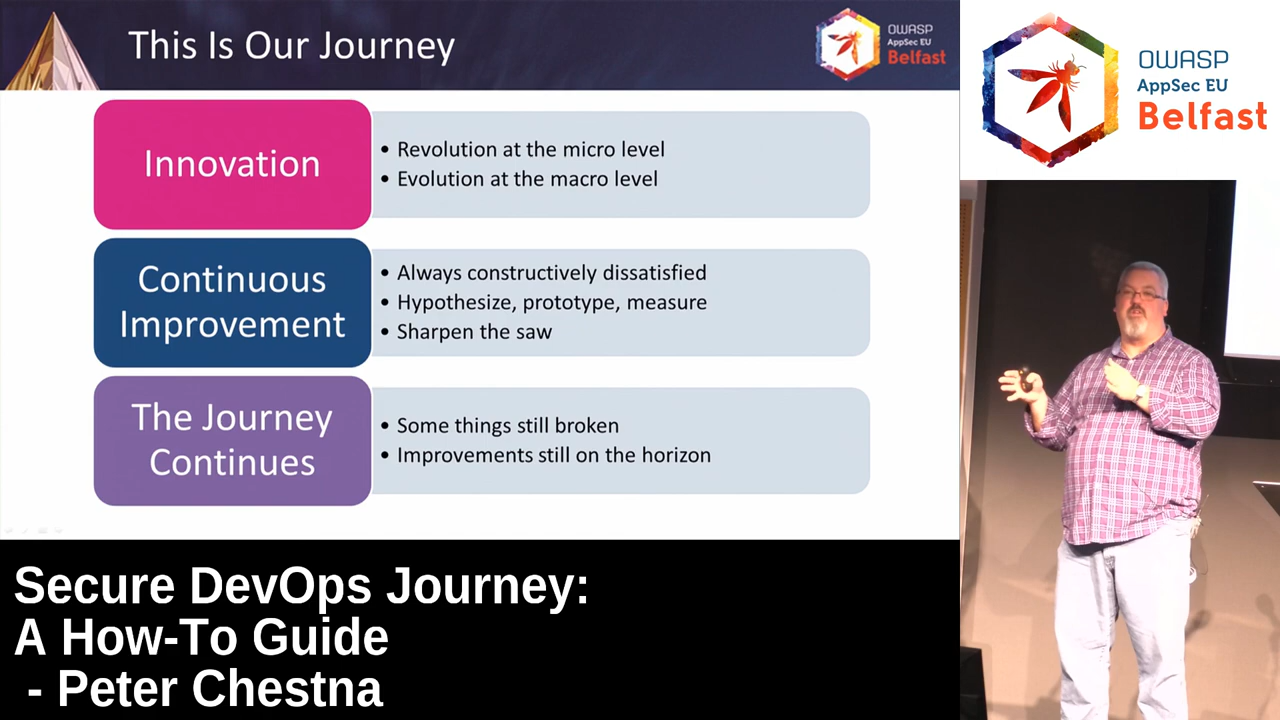 This Is Our Journey
OWASP
AppSec EU
Belfast
Innovation
• Revolution at the micro level
• Evolution at the macro level
Continuous
Improvement
• Always constructively dissatisfied
• Hypothesize, prototype, measure
• Sharpen the saw
The Journey
Continues
• Some things still broken
• Improvements still on the horizon
OWASP
AppSec EU
Belfast
Secure DevOps Journey:
A How-To Guide
- Peter Chestna